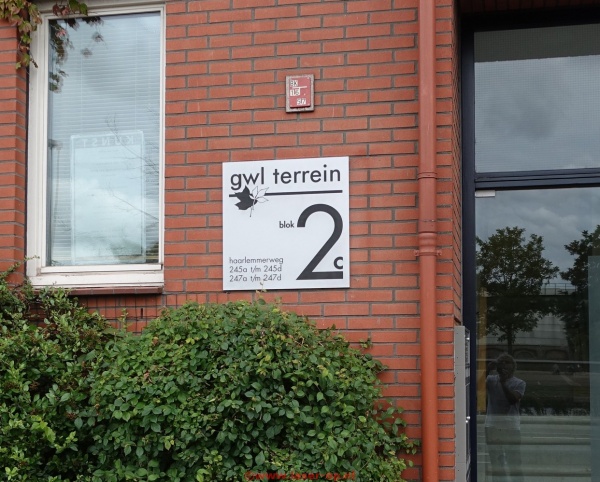 gwl terrein
blok 2c
haarlemmerweg
245a t/m 245d
247a t/m 247d